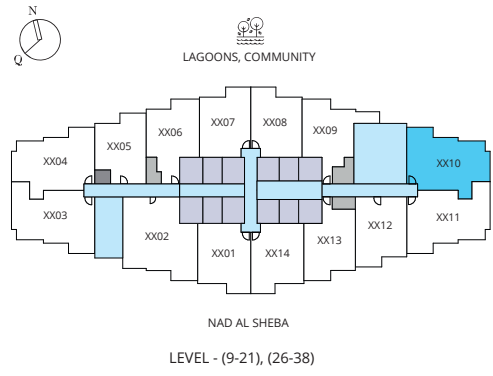 N
Q
LAGOONS, COMMUNITY
XX07
XX08
XX06
XX09
XX05
XX04
XX10
XX03
XX11
XX02
XX12
XX13
XX01
XX14
NAD AL SHEBA
LEVEL - (9-21), (26-38)